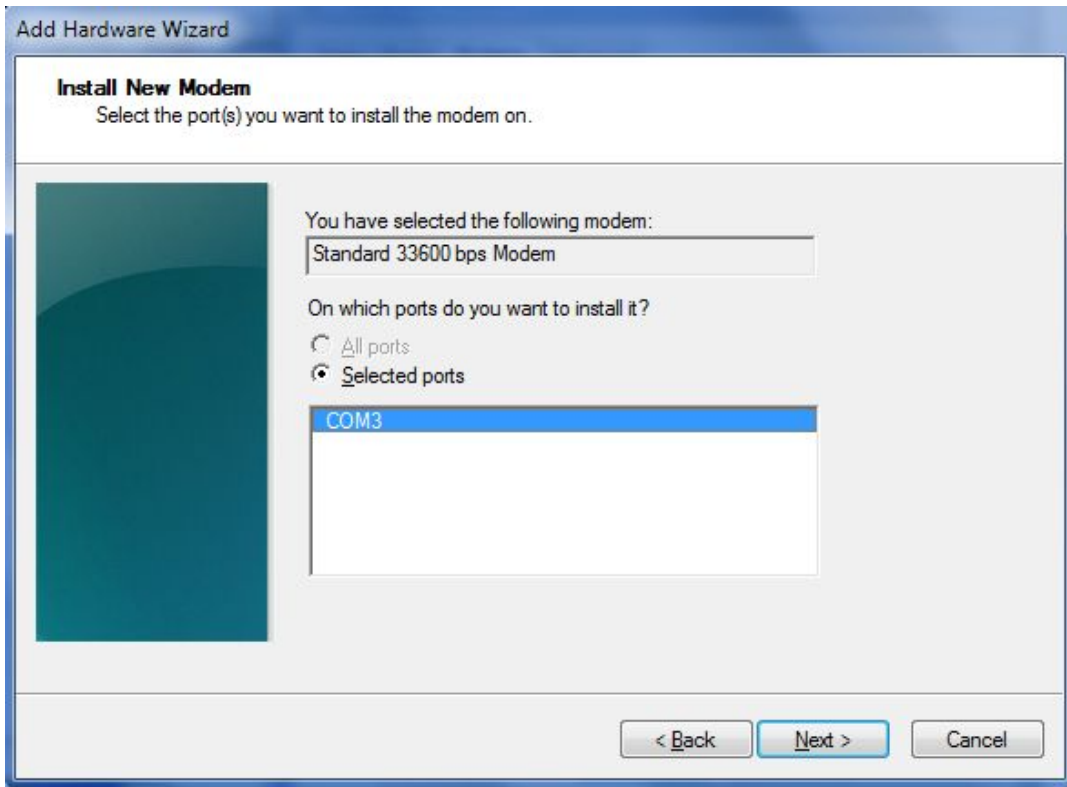 Add Hardware Wizard
Install New Modem
Select the port(s) you want to install the modem on.
You have selected the following modem:
Standard 33600 bps Modem
On which ports do you want to install it?
All ports
Selected ports
COM3
< Back
Next >
Cancel